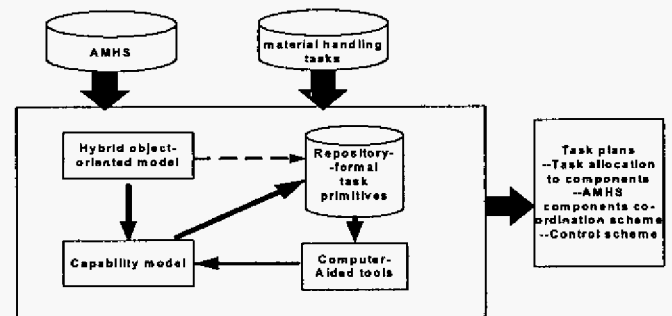 AMHS
material handling
tasks
Hybrid object-
oriented model
Repository-
-formal
task
primitives
Capability model
Computer-
Aided tools
Task plans
--Task allocation
to components
--AMHS
components co-
ordination scheme
--Control scheme